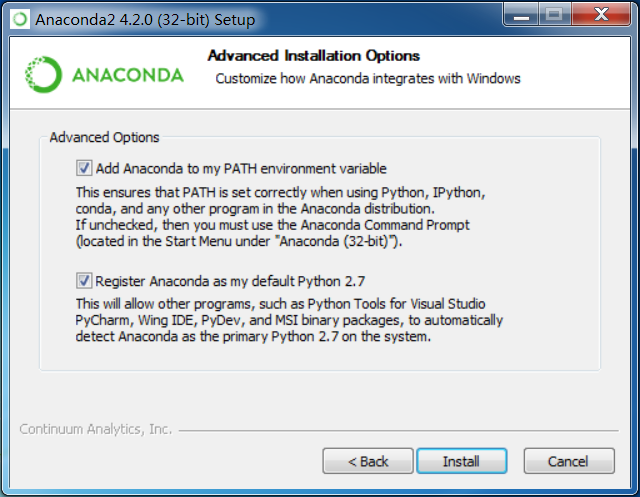 Anaconda2 4.2.0 (32-bit) Setup
ANACONDA
Advanced Installation Options
Customize how Anaconda integrates with Windows
Advanced Options
Add Anaconda to my PATH environment variable
This ensures that PATH is set correctly when using Python, IPython,
conda, and any other program in the Anaconda distribution.
If unchecked, then you must use the Anaconda Command Prompt
(located in the Start Menu under "Anaconda (32-bit)").
Register Anaconda as my default Python 2.7
This will allow other programs, such as Python Tools for Visual Studio
PyCharm, Wing IDE, PyDev, and MSI binary packages, to automatically
detect Anaconda as the primary Python 2.7 on the system.
Continuum Analytics, Inc.
< Back
Install
Cancel